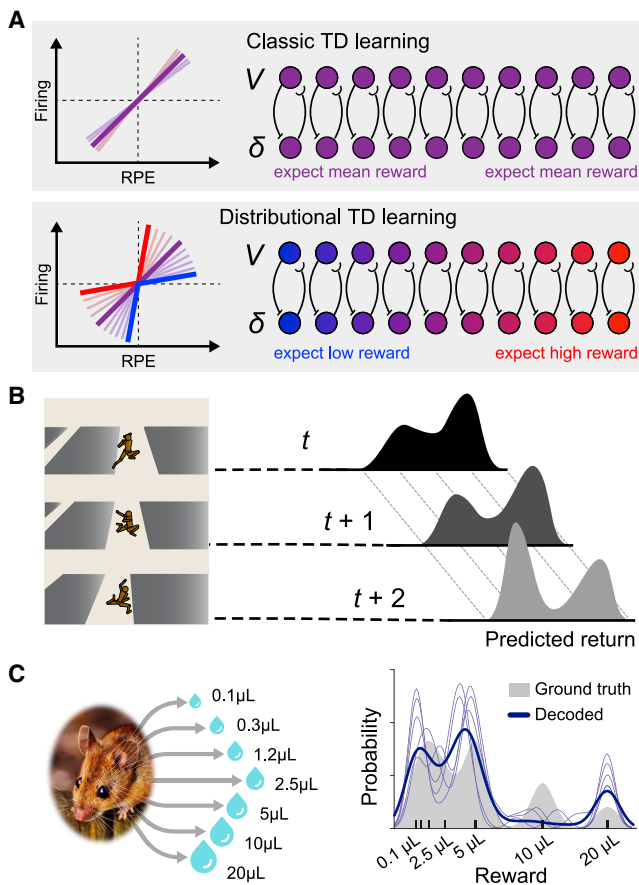 A
Classic TD learning
Firing
RPE
V
δ
expect mean reward
expect mean reward
Distributional TD learning
Firing
RPE
V
δ
expect low reward
expect high reward
B
t
t + 1
t + 2
Predicted return
C
0.1µL
0.3µL
1.2µL
2.5µL
5µL
10µL
20µL
Probability
Ground truth
Decoded
0.1 µL
2.5 µL
5 µL
10 µL
20 µL
Reward